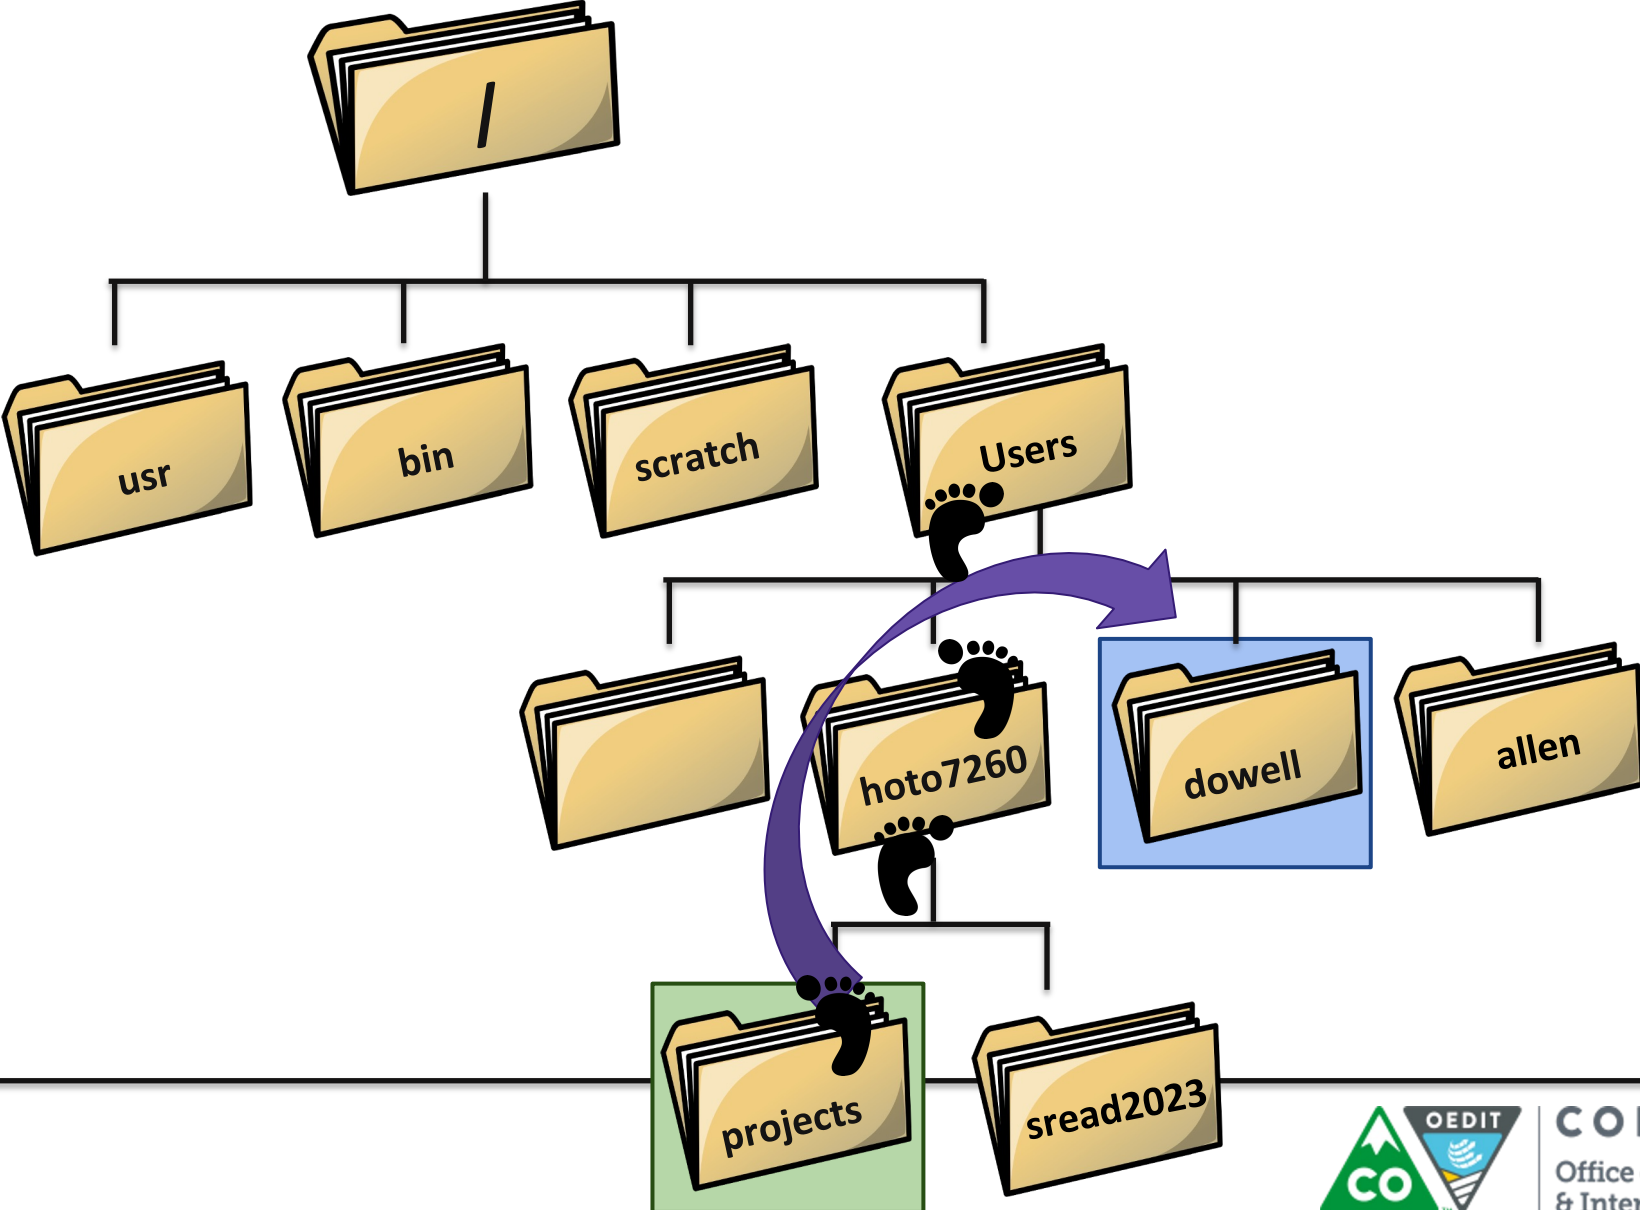 /
usr
bin
scratch
Users
hoto7260
dowell
allen
projects
sread2023
OEDIT
CO
Office